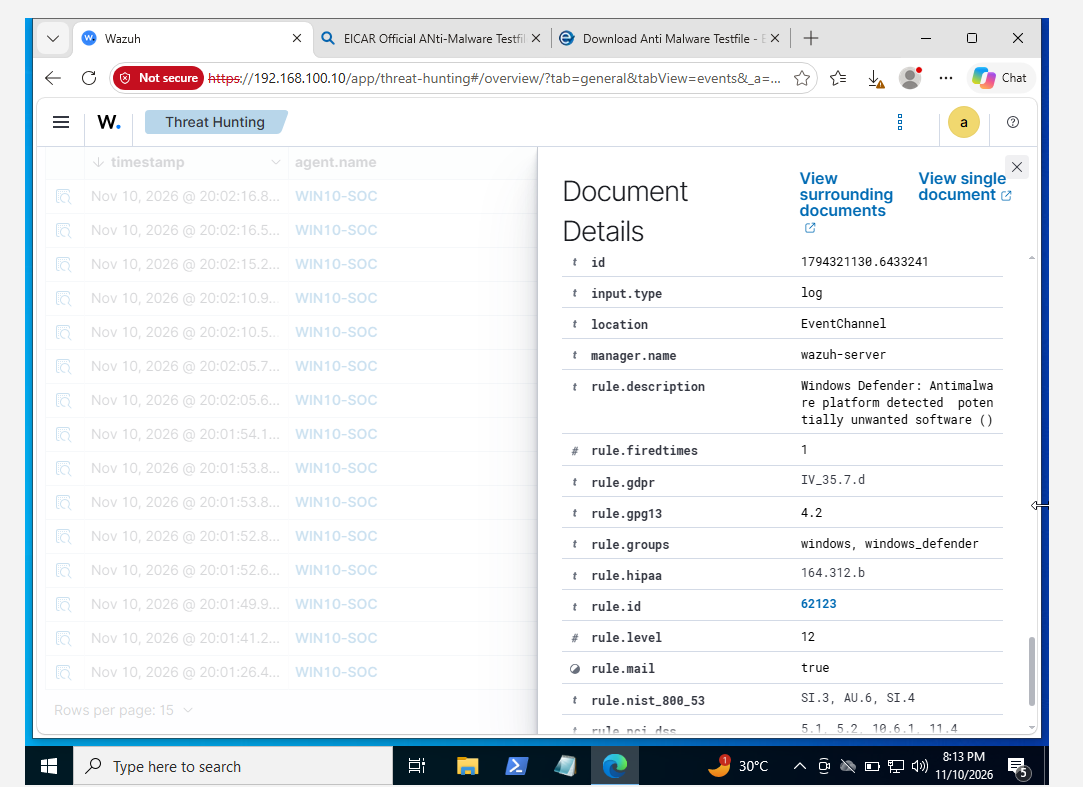 Wazuh
EICAR Official ANti-Malware Testfil
Download Anti Malware Testfile - E
Not secure https://192.168.100.10/app/threat-hunting#/overview/?tab=general&tabView=events&_a=...
Chat
W. Threat Hunting
a
timestamp agent.name
Nov 10, 2026 @ 20:02:16.8... WIN10-SOC
Nov 10, 2026 @ 20:02:16.5... WIN10-SOC
Nov 10, 2026 @ 20:02:15.2... WIN10-SOC
Nov 10, 2026 @ 20:02:10.9... WIN10-SOC
Nov 10, 2026 @ 20:02:10.5... WIN10-SOC
Nov 10, 2026 @ 20:02:05.7... WIN10-SOC
Nov 10, 2026 @ 20:02:05.6... WIN10-SOC
Nov 10, 2026 @ 20:01:54.1... WIN10-SOC
Nov 10, 2026 @ 20:01:53.8... WIN10-SOC
Nov 10, 2026 @ 20:01:53.8... WIN10-SOC
Nov 10, 2026 @ 20:01:52.8... WIN10-SOC
Nov 10, 2026 @ 20:01:52.6... WIN10-SOC
Nov 10, 2026 @ 20:01:49.9... WIN10-SOC
Nov 10, 2026 @ 20:01:41.2... WIN10-SOC
Nov 10, 2026 @ 20:01:26.4... WIN10-SOC
Rows per page: 15
Document
Details
View
surrounding
documents
View single
document
t id 1794321130.6433241
t input.type log
t location EventChannel
t manager.name wazuh-server
t rule.description Windows Defender: Antimalwa
re platform detected  poten
tially unwanted software ()
# rule.firedtimes 1
t rule.gdpr IV_35.7.d
t rule.gpg13 4.2
t rule.groups windows, windows_defender
t rule.hipaa 164.312.b
t rule.id 62123
# rule.level 12
rule.mail true
t rule.nist_800_53 SI.3, AU.6, SI.4
t rule.pci_dss 5.1, 5.2, 10.6.1, 11.4
Type here to search
1
30°C
8:13 PM
11/10/2026
5